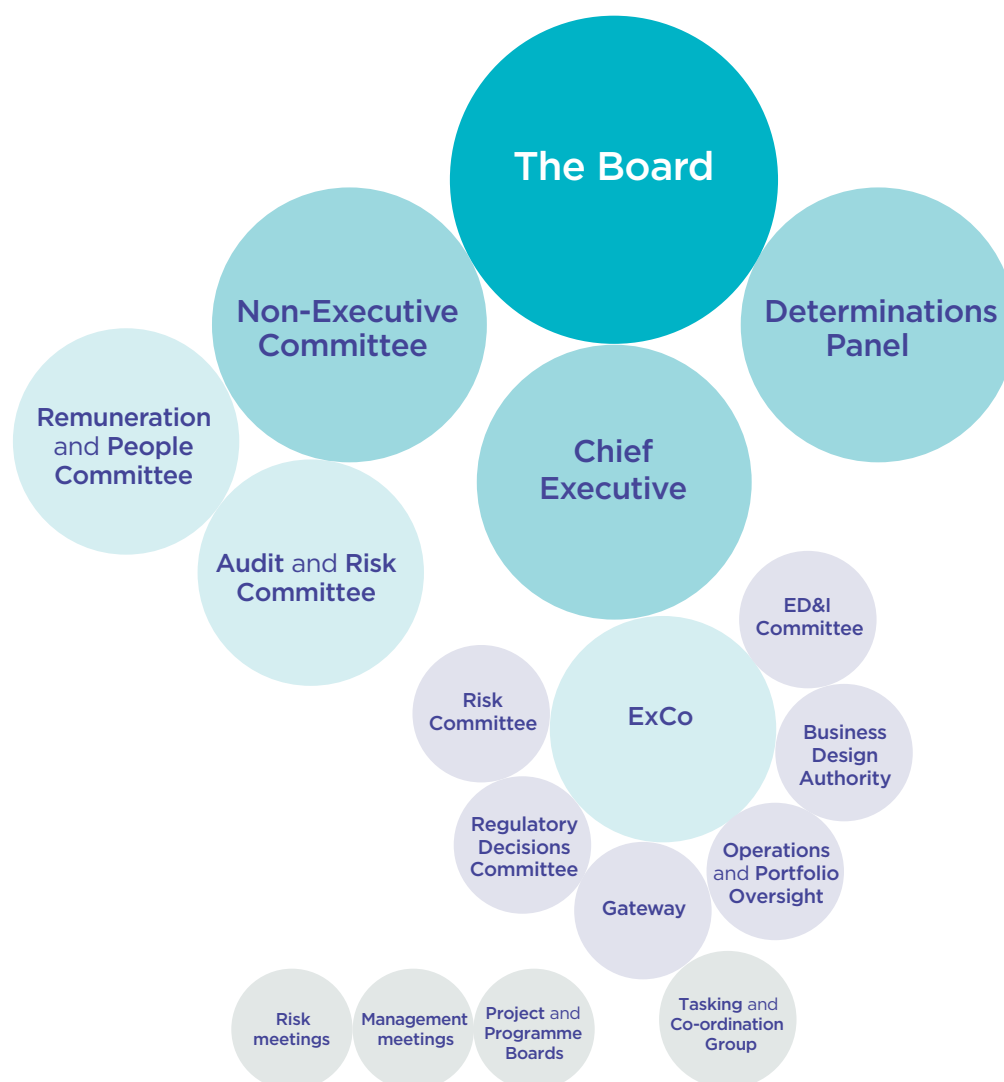 The Board
Non-Executive
Committee
Determinations
Panel
Remuneration
and People
Committee
Chief
Executive
Audit and Risk
Committee
ED&I
Committee
Risk
Committee
ExCo
Business
Design
Authority
Regulatory
Decisions
Committee
Operations
and Portfolio
Oversight
Gateway
Risk
meetings
Management
meetings
Project and
Programme
Boards
Tasking and
Co-ordination
Group